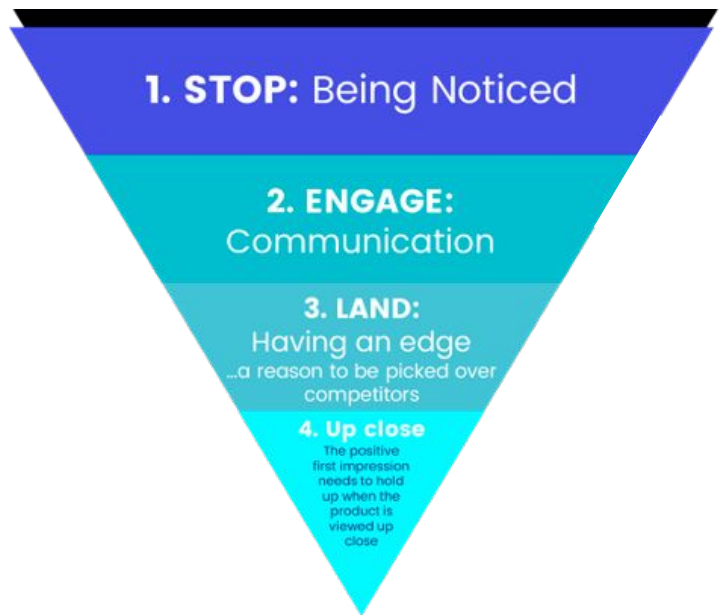 1. STOP: Being Noticed
2. ENGAGE:
Communication
3. LAND:
Having an edge
...a reason to be picked over
competitors
4. Up close
The positive
first impression
needs to hold
up when the
product is
viewed up
close